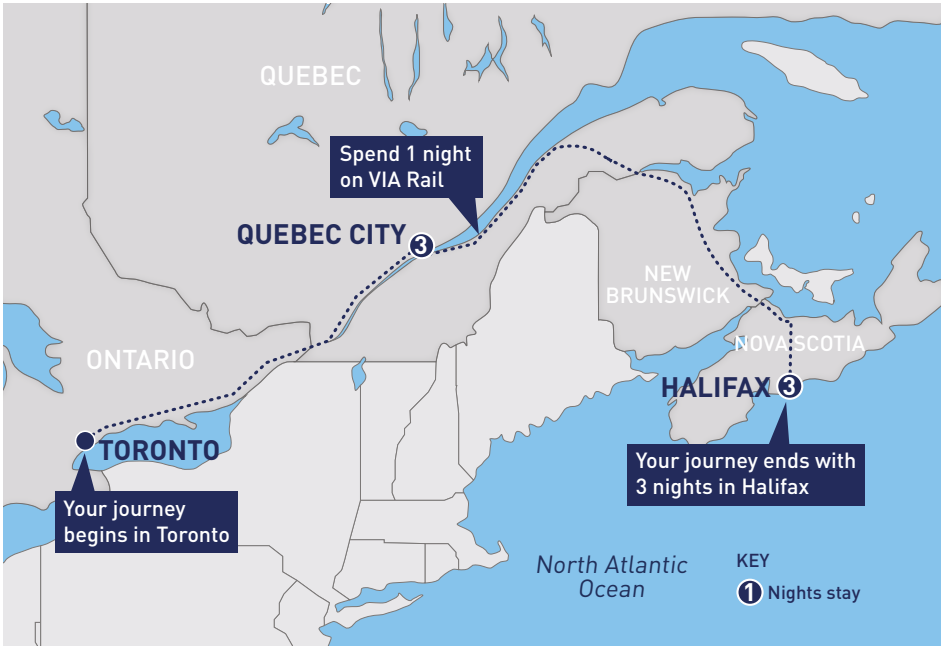 QUEBEC
Spend 1 night
on VIA Rail
QUEBEC CITY 3
NEW
BRUNSWICK
ONTARIO
NOVA SCOTIA
HALIFAX 3
TORONTO
Your journey ends with
3 nights in Halifax
Your journey
begins in Toronto
North Atlantic
Ocean
KEY
1 Nights stay